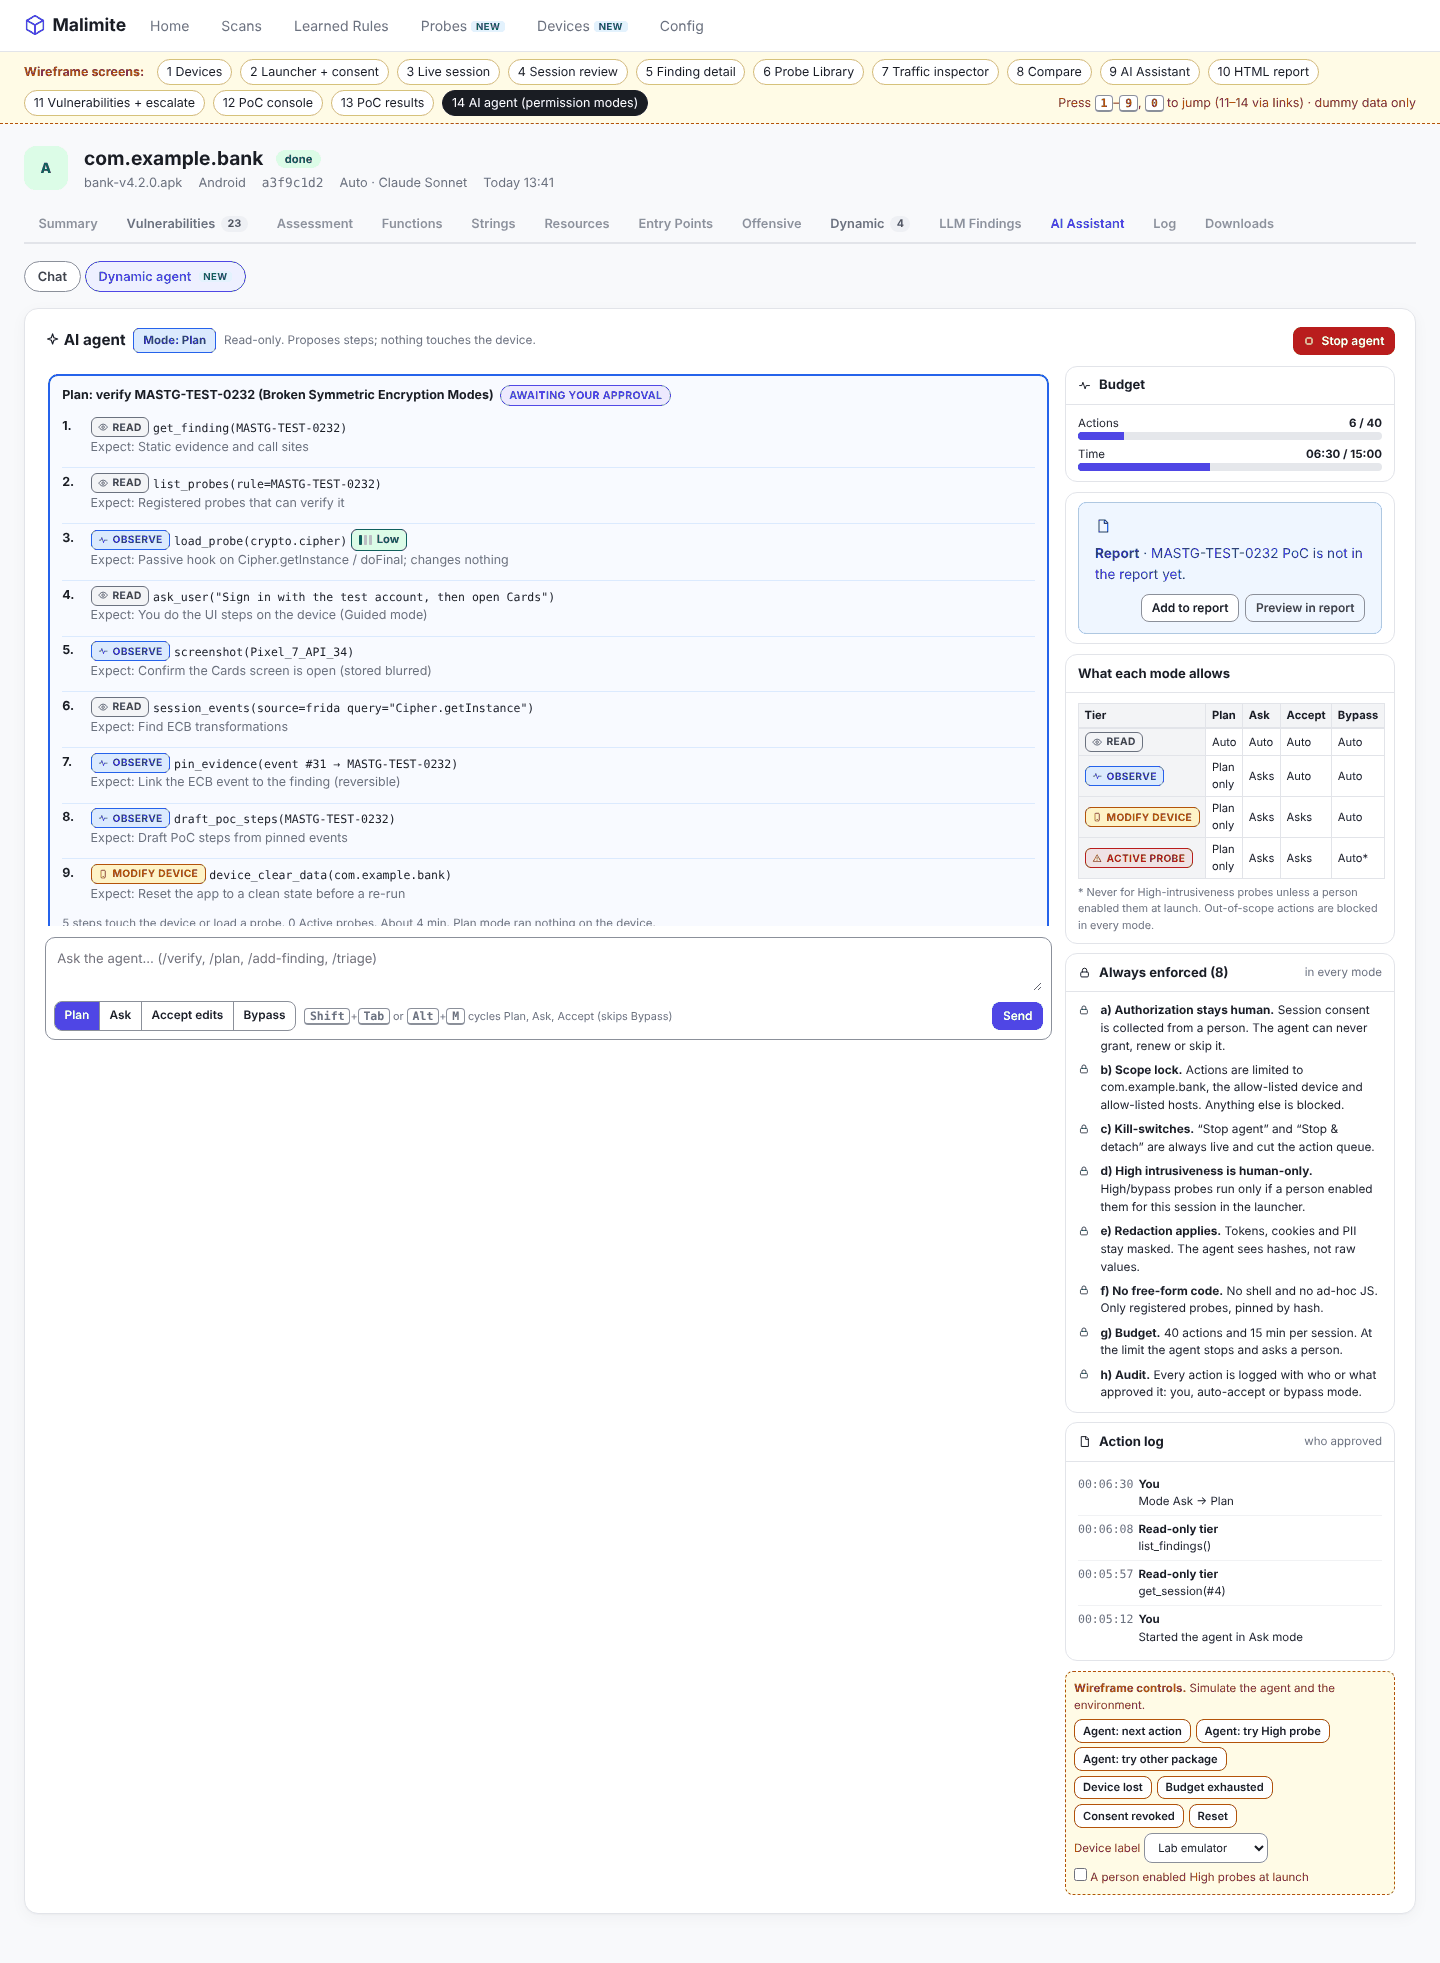 Malimite
Home
Scans
Learned Rules
Probes NEW
Devices NEW
Config
Wireframe screens:
1 Devices
2 Launcher + consent
3 Live session
4 Session review
5 Finding detail
6 Probe Library
7 Traffic inspector
8 Compare
9 AI Assistant
10 HTML report
11 Vulnerabilities + escalate
12 PoC console
13 PoC results
14 AI agent (permission modes)
Press 1–9, 0 to jump (11–14 via links) · dummy data only
A
com.example.bank done
bank-v4.2.0.apk Android a3f9c1d2 Auto · Claude Sonnet Today 13:41
Summary
Vulnerabilities 23
Assessment
Functions
Strings
Resources
Entry Points
Offensive
Dynamic 4
LLM Findings
AI Assistant
Log
Downloads
Chat
Dynamic agent NEW
AI agent
Mode: Plan
Read-only. Proposes steps; nothing touches the device.
Stop agent
Plan: verify MASTG-TEST-0232 (Broken Symmetric Encryption Modes) AWAITING YOUR APPROVAL
1. READ get_finding(MASTG-TEST-0232)
Expect: Static evidence and call sites
2. READ list_probes(rule=MASTG-TEST-0232)
Expect: Registered probes that can verify it
3. OBSERVE load_probe(crypto.cipher) Low
Expect: Passive hook on Cipher.getInstance / doFinal; changes nothing
4. READ ask_user("Sign in with the test account, then open Cards")
Expect: You do the UI steps on the device (Guided mode)
5. OBSERVE screenshot(Pixel_7_API_34)
Expect: Confirm the Cards screen is open (stored blurred)
6. READ session_events(source=frida query="Cipher.getInstance")
Expect: Find ECB transformations
7. OBSERVE pin_evidence(event #31 → MASTG-TEST-0232)
Expect: Link the ECB event to the finding (reversible)
8. OBSERVE draft_poc_steps(MASTG-TEST-0232)
Expect: Draft PoC steps from pinned events
9. MODIFY DEVICE device_clear_data(com.example.bank)
Expect: Reset the app to a clean state before a re-run
5 steps touch the device or load a probe. 0 Active probes. About 4 min. Plan mode ran nothing on the device.
Ask the agent... (/verify, /plan, /add-finding, /triage)
Plan
Ask
Accept edits
Bypass
Shift+Tab or Alt+M cycles Plan, Ask, Accept (skips Bypass)
Send
Budget
Actions 6 / 40
Time 06:30 / 15:00
Report · MASTG-TEST-0232 PoC is not in
the report yet.
Add to report
Preview in report
What each mode allows
Tier Plan Ask Accept Bypass
READ Auto Auto Auto Auto
OBSERVE Plan only Asks Auto Auto
MODIFY DEVICE Plan only Asks Asks Auto
ACTIVE PROBE Plan only Asks Asks Auto*
* Never for High-intrusiveness probes unless a person
enabled them at launch. Out-of-scope actions are blocked
in every mode.
Always enforced (8) in every mode
a) Authorization stays human. Session consent
is collected from a person. The agent can never
grant, renew or skip it.
b) Scope lock. Actions are limited to
com.example.bank, the allow-listed device and
allow-listed hosts. Anything else is blocked.
c) Kill-switches. “Stop agent” and “Stop &
detach” are always live and cut the action queue.
d) High intrusiveness is human-only.
High/bypass probes run only if a person enabled
them for this session in the launcher.
e) Redaction applies. Tokens, cookies and PII
stay masked. The agent sees hashes, not raw
values.
f) No free-form code. No shell and no ad-hoc JS.
Only registered probes, pinned by hash.
g) Budget. 40 actions and 15 min per session. At
the limit the agent stops and asks a person.
h) Audit. Every action is logged with who or what
approved it: you, auto-accept or bypass mode.
Action log who approved
00:06:30 You
Mode Ask → Plan
00:06:08 Read-only tier
list_findings()
00:05:57 Read-only tier
get_session(#4)
00:05:12 You
Started the agent in Ask mode
Wireframe controls. Simulate the agent and the
environment.
Agent: next action
Agent: try High probe
Agent: try other package
Device lost
Budget exhausted
Consent revoked
Reset
Device label Lab emulator
A person enabled High probes at launch